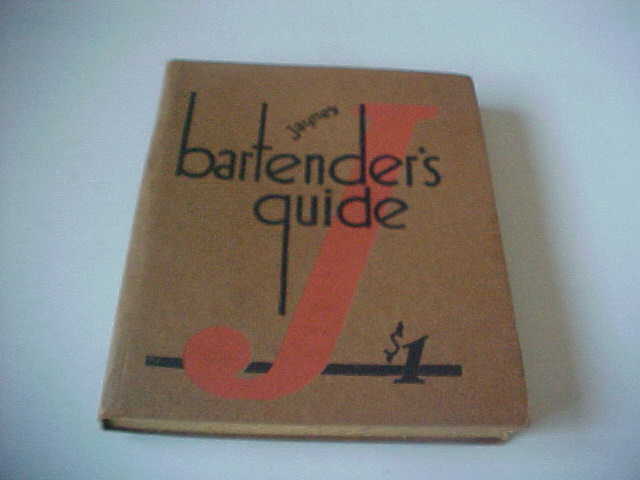 Jaynes
bartender's
guide
J
$1